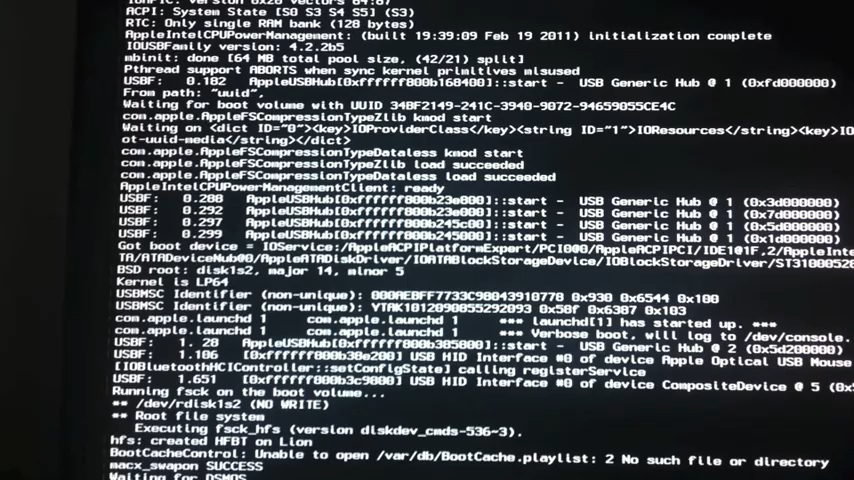 ACPI: System State [S0 S3 S4 S5] (S3)
RTC: Only single RAM bank (128 bytes)
AppleIntelCPUPowerManagement: (built 19:39:09 Feb 19 2011) initialization complete
IOUSBFamily version: 4.2.2b5
mbinit: done [64 MB total pool size, (42/21) split]
Pthread support ABORTS when sync kernel primitives misused
USBF: 0.182 AppleUSBHub[0xffffff800b168400]::start - USB Generic Hub @ 1 (0xfd000000)
From path: "uuid",
Waiting for boot volume with UUID 34BF2149-241C-3940-9072-94659055CE4C
com.apple.AppleFSCompressionTypeZlib kmod start
Waiting on <dict ID="0"><key>IOProviderClass</key><string ID="1">IOResources</string><key>IO
ot-uuid-media</string></dict>
com.apple.AppleFSCompressionTypeDataless kmod start
com.apple.AppleFSCompressionTypeZlib load succeeded
com.apple.AppleFSCompressionTypeDataless load succeeded
AppleIntelCPUPowerManagementClient: ready
USBF: 0.288 AppleUSBHub[0xffffff800b23e000]::start - USB Generic Hub @ 1 (0x3d000000)
USBF: 0.292 AppleUSBHub[0xffffff800b23a000]::start - USB Generic Hub @ 1 (0x7d000000)
USBF: 0.297 AppleUSBHub[0xffffff800b245c00]::start - USB Generic Hub @ 1 (0x5d000000)
USBF: 0.299 AppleUSBHub[0xffffff800b245000]::start - USB Generic Hub @ 1 (0x1d000000)
Got boot device = IOService:/AppleACPIPlatformExpert/PCI0@0/AppleACPIPCI/IDE1@1F,2/AppleInte
TA/ATADeviceNub@0/AppleATADiskDriver/IOATABlockStorageDevice/IOBlockStorageDriver/ST31000528
BSD root: disk1s2, major 14, minor 5
Kernel is LP64
USBMSC Identifier (non-unique): 000AEBFF7733C98043910778 0x930 0x6544 0x100
USBMSC Identifier (non-unique): YTAK1012090855292093 0x58f 0x6387 0x103
com.apple.launchd 1 com.apple.launchd 1 *** launchd[1] has started up. ***
com.apple.launchd 1 com.apple.launchd 1 *** Verbose boot, will log to /dev/console.
USBF: 1. 28 AppleUSBHub[0xffffff800b385800]::start - USB Generic Hub @ 2 (0x5d200000)
USBF: 1.106 [0xffffff800b38e200] USB HID Interface #0 of device Apple Optical USB Mouse
[IOBluetoothHCIController::setConfigState] calling registerService
USBF: 1.651 [0xffffff800b3c9800] USB HID Interface #0 of device CompositeDevice @ 5 (0x5
Running fsck on the boot volume...
** /dev/rdisk1s2 (NO WRITE)
** Root file system
Executing fsck_hfs (version diskdev_cmds-536~3).
hfs: created HFBT on Lion
BootCacheControl: Unable to open /var/db/BootCache.playlist: 2 No such file or directory
macx_swapon SUCCESS
Waiting for DSMOS